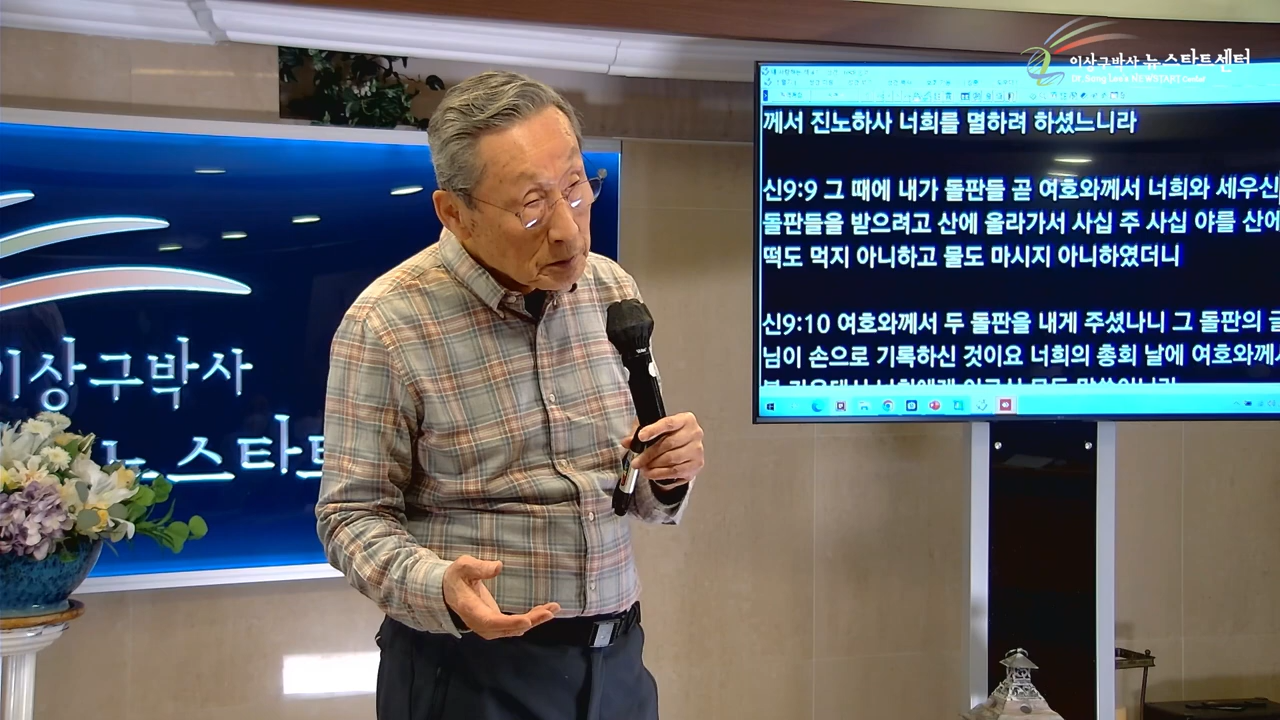 이상구박사 뉴스타트센터
Dr. Sang Lee's NEWSTART Center
께서 진노하사 너희를 멸하려 하셨느니라
신9:9 그 때에 내가 돌판들 곧 여호와께서 너희와 세우신
돌판들을 받으려고 산에 올라가서 사십 주 사십 야를 산에
떡도 먹지 아니하고 물도 마시지 아니하였더니
신9:10 여호와께서 두 돌판을 내게 주셨나니 그 돌판의 글
님이 손으로 기록하신 것이요 너희의 총회 날에 여호와께서
이상구박사
뉴스타트